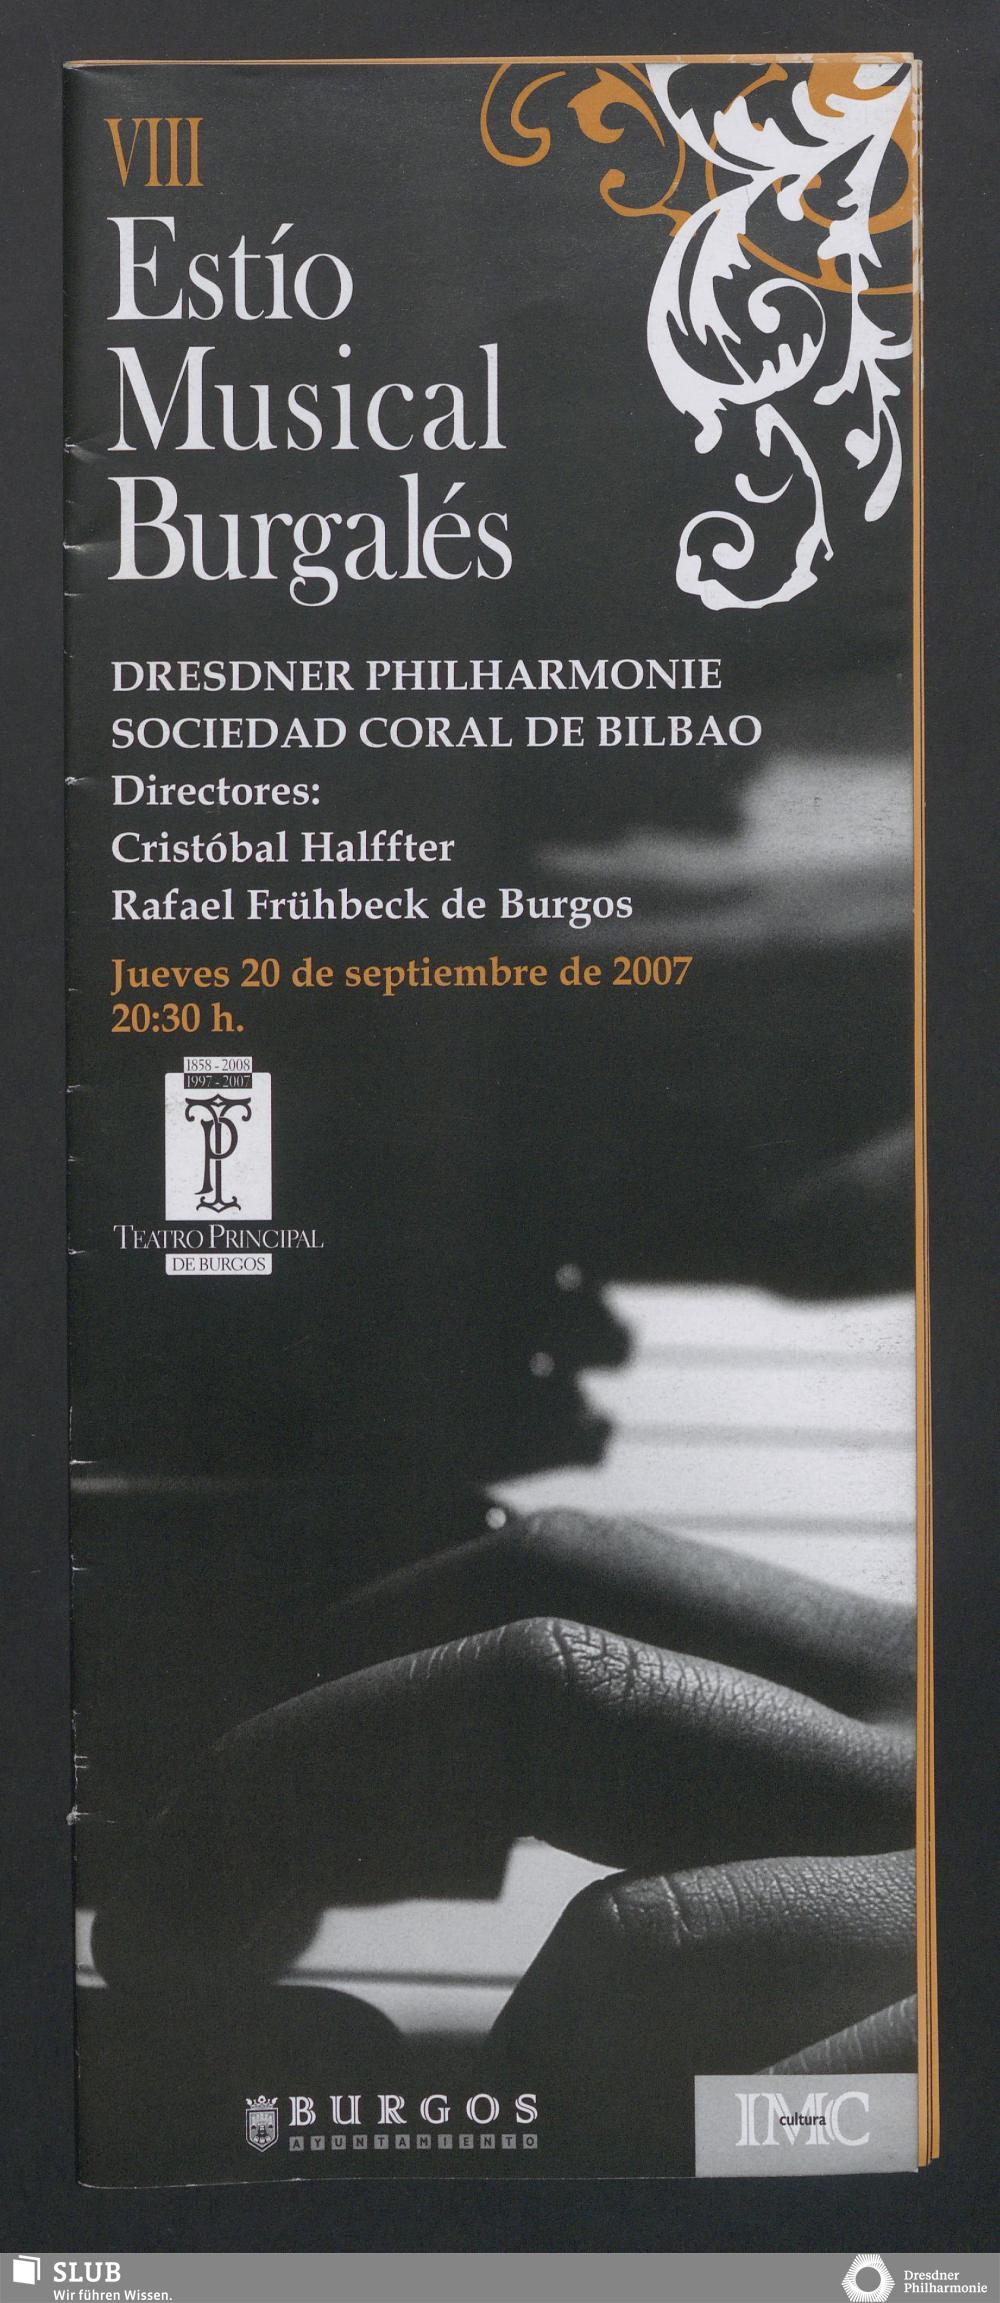 VIII
Estío
Musical
Burgalés
DRESDNER PHILHARMONIE
SOCIEDAD CORAL DE BILBAO
Directores:
Cristóbal Halffter
Rafael Frühbeck de Burgos
Jueves 20 de septiembre de 2007
20:30 h.
1858 - 2008
1997 - 2007
TP
TEATRO PRINCIPAL
DE BURGOS
BURGOS
AYUNTAMIENTO
IMC
cultura
SLUB
Wir führen Wissen.
Dresdner
Philharmonie